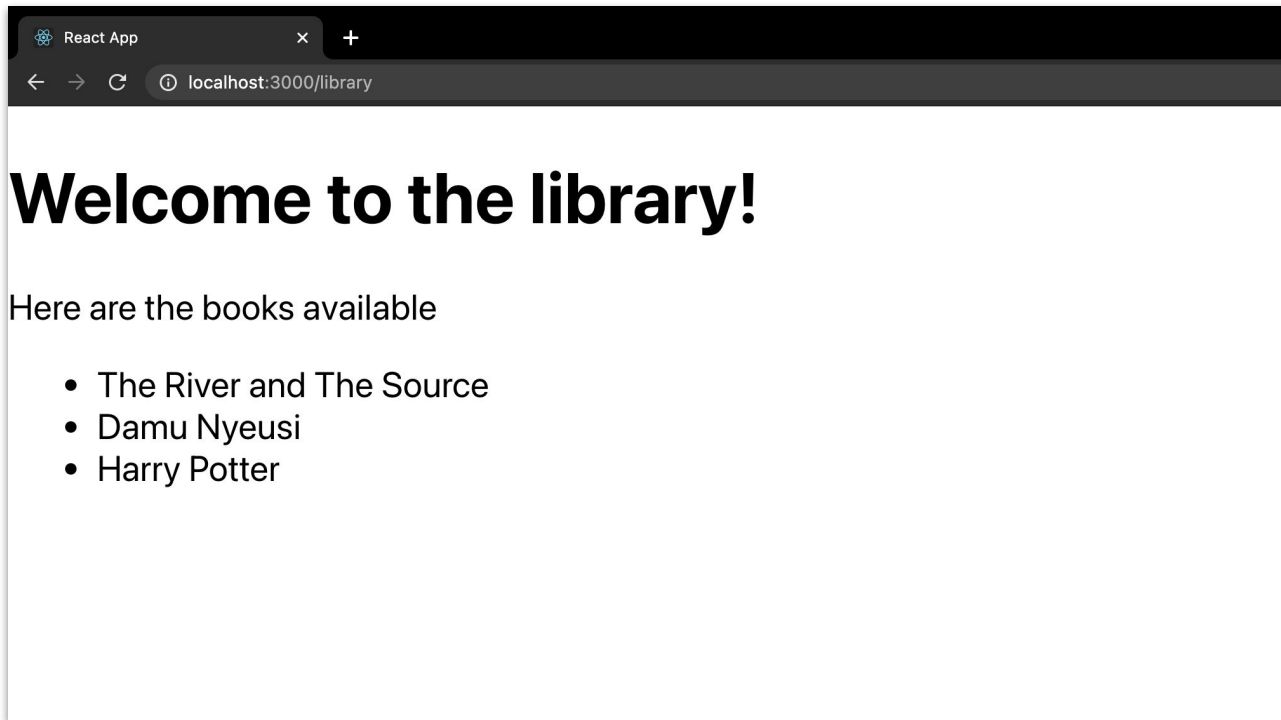 React App
localhost:3000/library
Welcome to the library!
Here are the books available
The River and The Source
Damu Nyeusi
Harry Potter